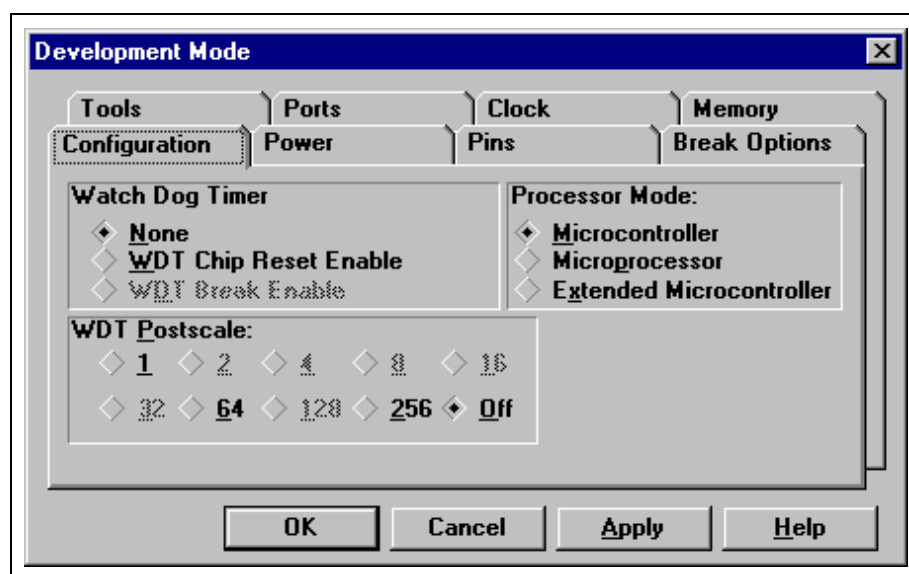 Development Mode
Tools Ports Clock Memory
Configuration Power Pins Break Options
Watch Dog Timer
None
WDT Chip Reset Enable
WDT Break Enable
Processor Mode:
Microcontroller
Microprocessor
Extended Microcontroller
WDT Postscale:
1 2 4 8 16
32 64 128 256 Off
OK Cancel Apply Help